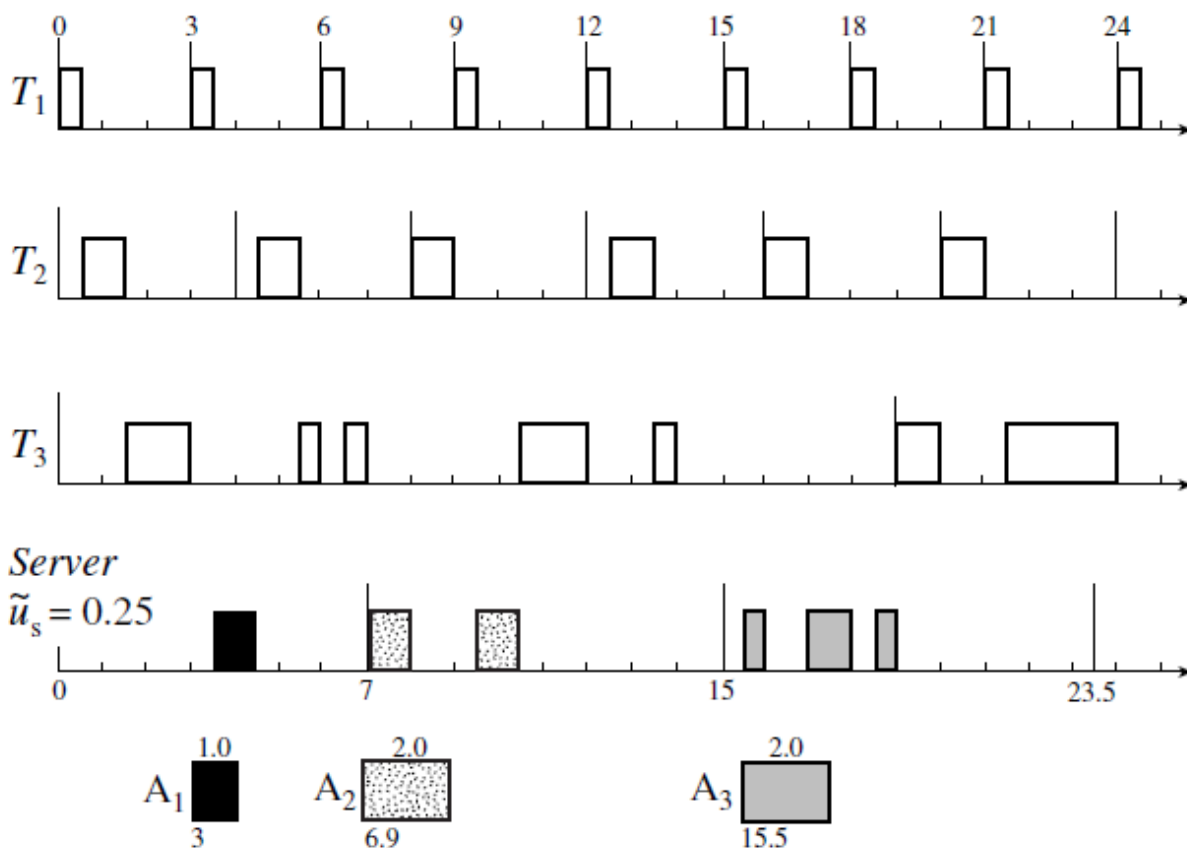 0 3 6 9 12 15 18 21 24
T₁
T₂
T₃
Server
ũₛ = 0.25
0 7 15 23.5
1.0 2.0 2.0
A₁ A₂ A₃
3 6.9 15.5